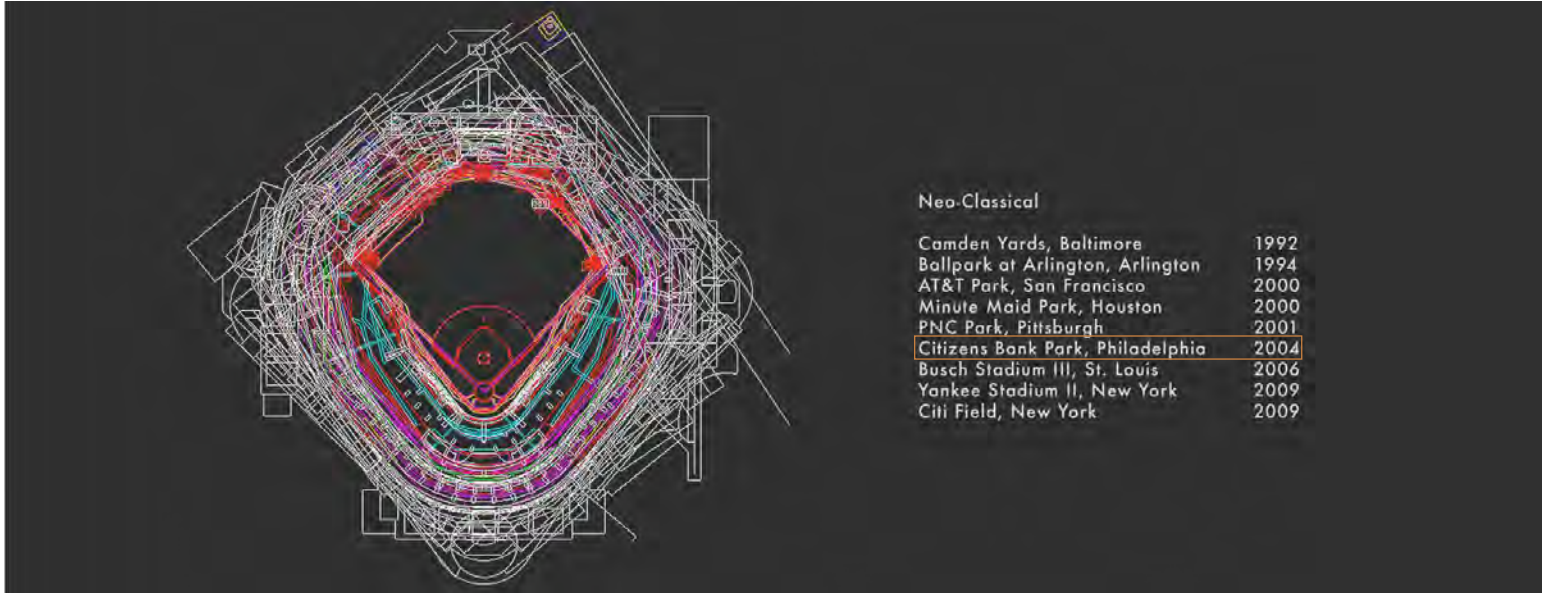 Neo-Classical
Camden Yards, Baltimore 1992
Ballpark at Arlington, Arlington 1994
AT&T Park, San Francisco 2000
Minute Maid Park, Houston 2000
PNC Park, Pittsburgh 2001
Citizens Bank Park, Philadelphia 2004
Busch Stadium III, St. Louis 2006
Yankee Stadium II, New York 2009
Citi Field, New York 2009